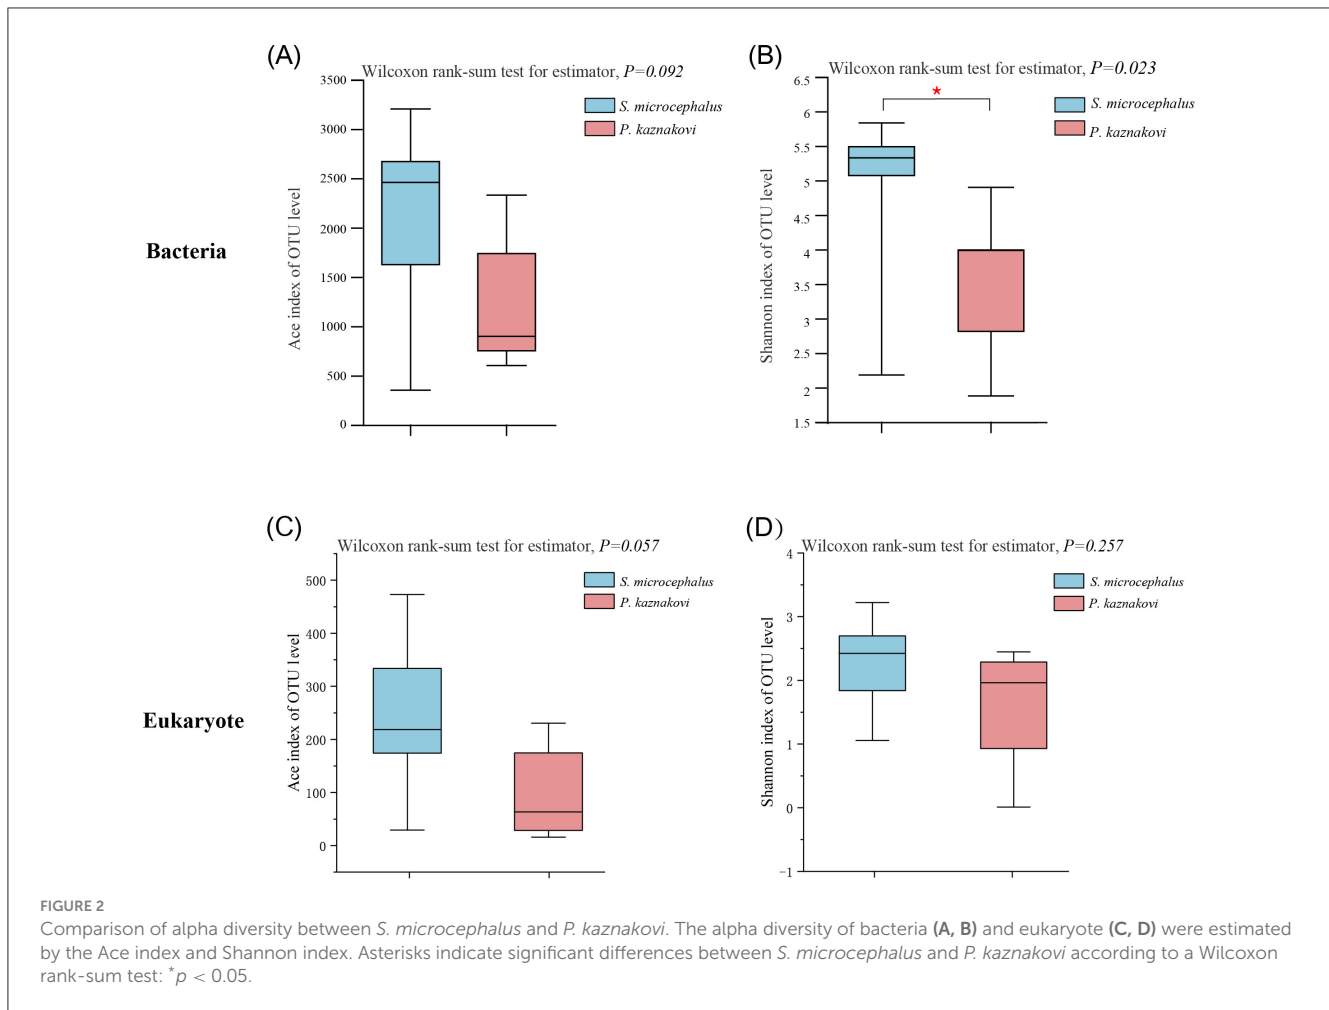 (A)
Wilcoxon rank-sum test for estimator, P=0.092
3500
3000
2500
2000
1500
1000
500
0
Ace index of OTU level
S. microcephalus
P. kaznakovi
(B)
Wilcoxon rank-sum test for estimator, P=0.023
6.5
6
5.5
5
4.5
4
3.5
3
2.5
2
1.5
Shannon index of OTU level
*
S. microcephalus
P. kaznakovi
Bacteria
(C)
Wilcoxon rank-sum test for estimator, P=0.057
500
400
300
200
100
0
Ace index of OTU level
S. microcephalus
P. kaznakovi
(D)
Wilcoxon rank-sum test for estimator, P=0.257
4
3
2
1
0
−1
Shannon index of OTU level
S. microcephalus
P. kaznakovi
Eukaryote
FIGURE 2
Comparison of alpha diversity between S. microcephalus and P. kaznakovi. The alpha diversity of bacteria (A, B) and eukaryote (C, D) were estimated
by the Ace index and Shannon index. Asterisks indicate significant differences between S. microcephalus and P. kaznakovi according to a Wilcoxon
rank-sum test: *p < 0.05.